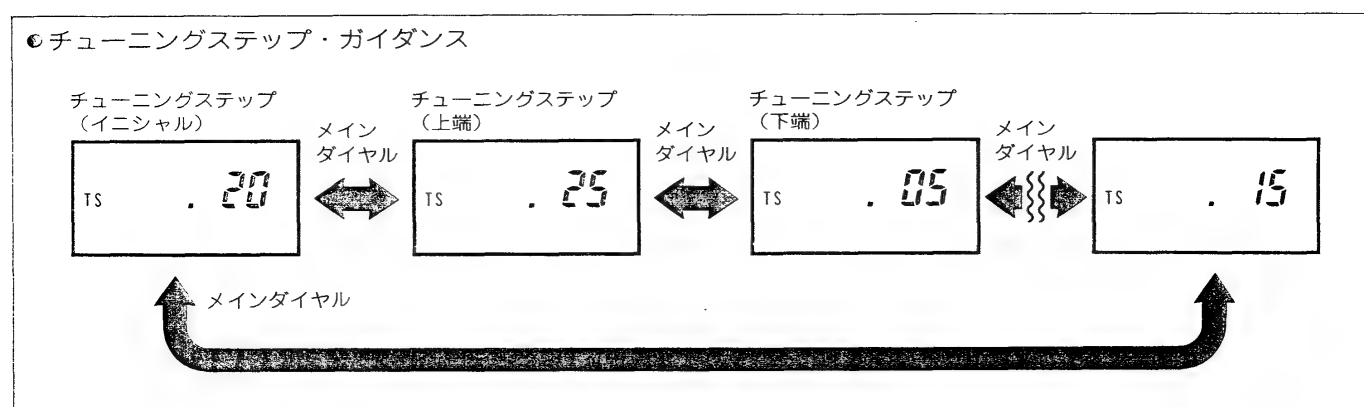 チューニングステップ・ガイダンス
チューニングステップ
（イニシャル）
TS . 20
メイン
ダイヤル
チューニングステップ
（上端）
TS . 25
メイン
ダイヤル
チューニングステップ
（下端）
TS . 05
メイン
ダイヤル
TS . 15
メインダイヤル